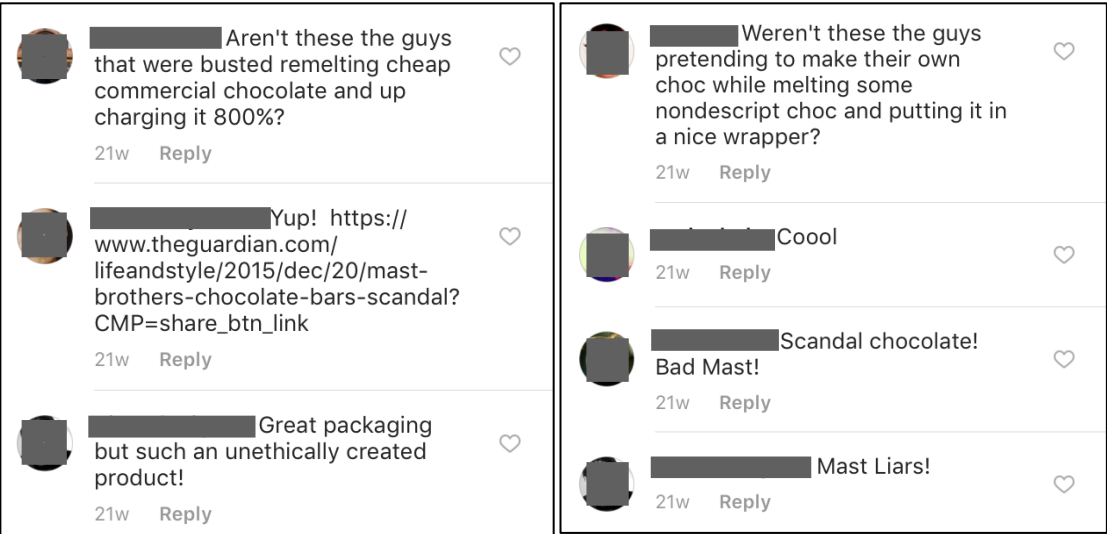 Aren't these the guys
that were busted remelting cheap
commercial chocolate and up
charging it 800%?
21w Reply
Yup! https://
www.theguardian.com/
lifeandstyle/2015/dec/20/mast-
brothers-chocolate-bars-scandal?
CMP=share_btn_link
21w Reply
Great packaging
but such an unethically created
product!
21w Reply
Weren't these the guys
pretending to make their own
choc while melting some
nondescript choc and putting it in
a nice wrapper?
21w Reply
Coool
21w Reply
Scandal chocolate!
Bad Mast!
21w Reply
Mast Liars!
21w Reply